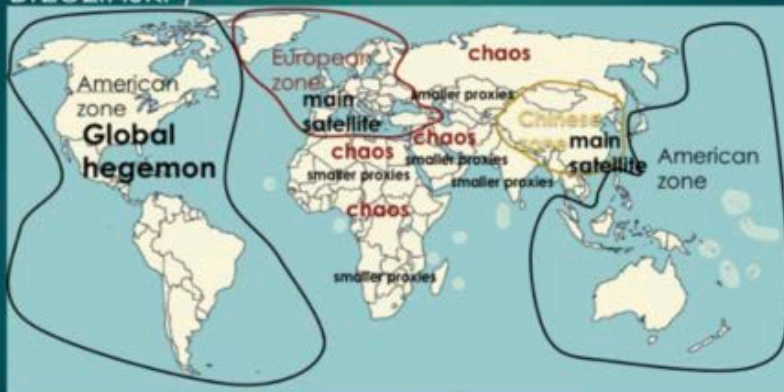 European
zone
chaos
American
zone
main
satellite
smaller proxies
Global
hegemon
Chinese
zone
main
satellite
chaos
chaos
smaller proxies
smaller proxies
smaller proxies
American
zone
chaos
smaller proxies